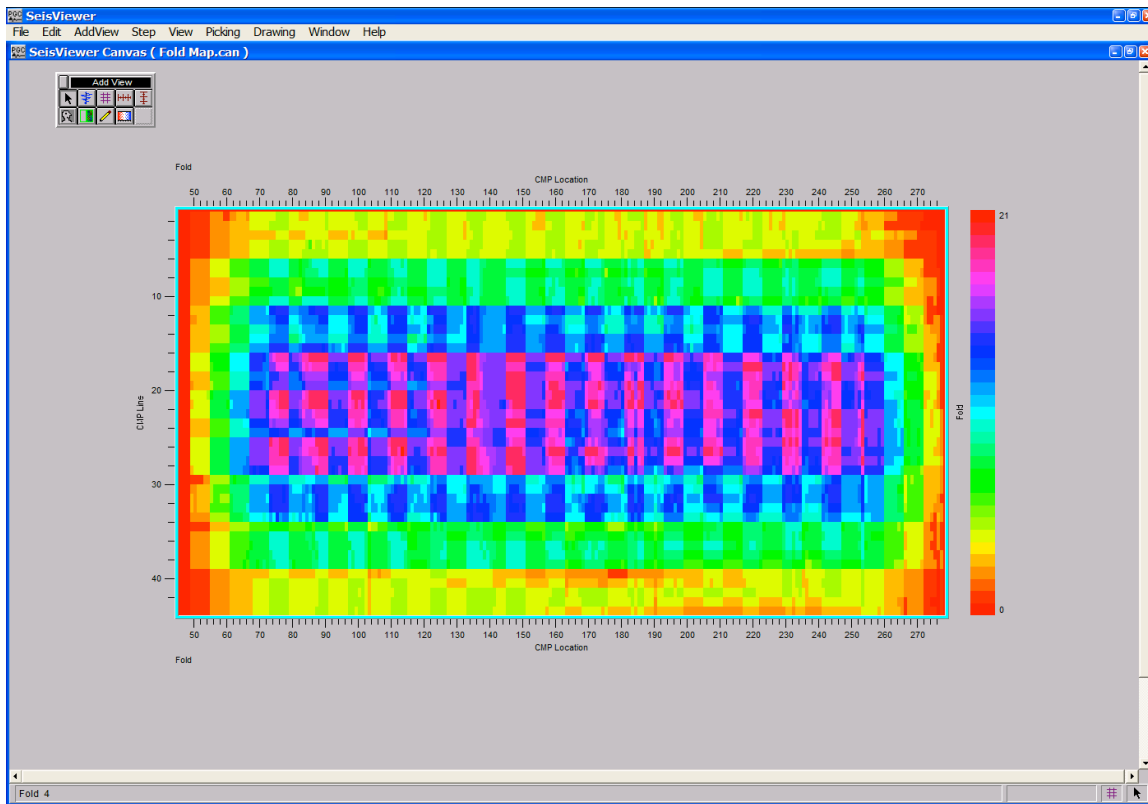 PGC SeisViewer
File Edit AddView Step View Picking Drawing Window Help
PGC SeisViewer Canvas ( Fold Map.can )
Add View
Fold
CMP Location
50 60 70 80 90 100 110 120 130 140 150 160 170 180 190 200 210 220 230 240 250 260 270
21
10
20
CMP Line
Fold
30
40
0
50 60 70 80 90 100 110 120 130 140 150 160 170 180 190 200 210 220 230 240 250 260 270
CMP Location
Fold
Fold 4